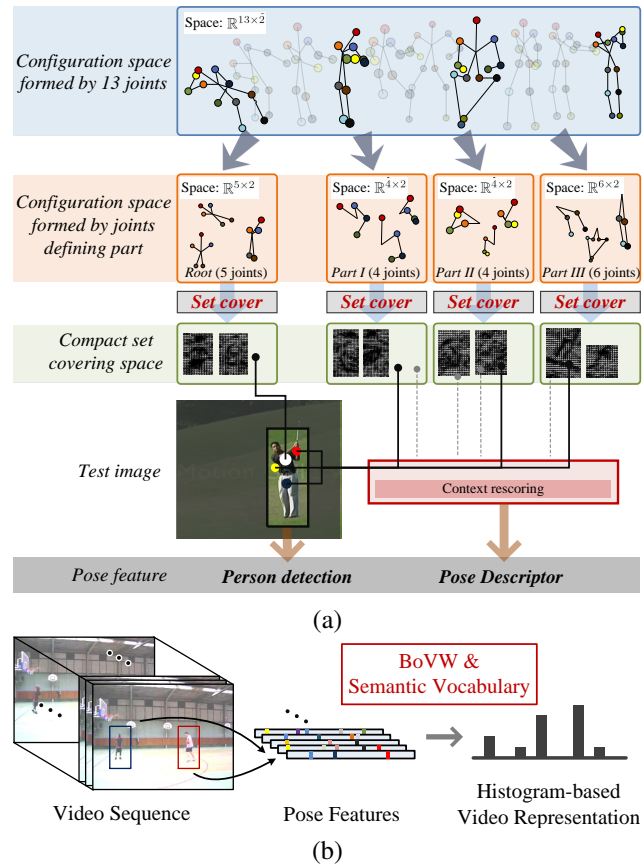 Space: ℝ^{13×2}
Configuration space
formed by 13 joints
Space: ℝ^{5×2}
Space: ℝ^{4×2}
Space: ℝ^{4×2}
Space: ℝ^{6×2}
Configuration space
formed by joints
defining part
Root (5 joints)
Part I (4 joints)
Part II (4 joints)
Part III (6 joints)
Set cover
Set cover
Set cover
Set cover
Compact set
covering space
Test image
Context rescoring
Pose feature
Person detection
Pose Descriptor
(a)
BoVW &
Semantic Vocabulary
Video Sequence
Pose Features
Histogram-based
Video Representation
(b)